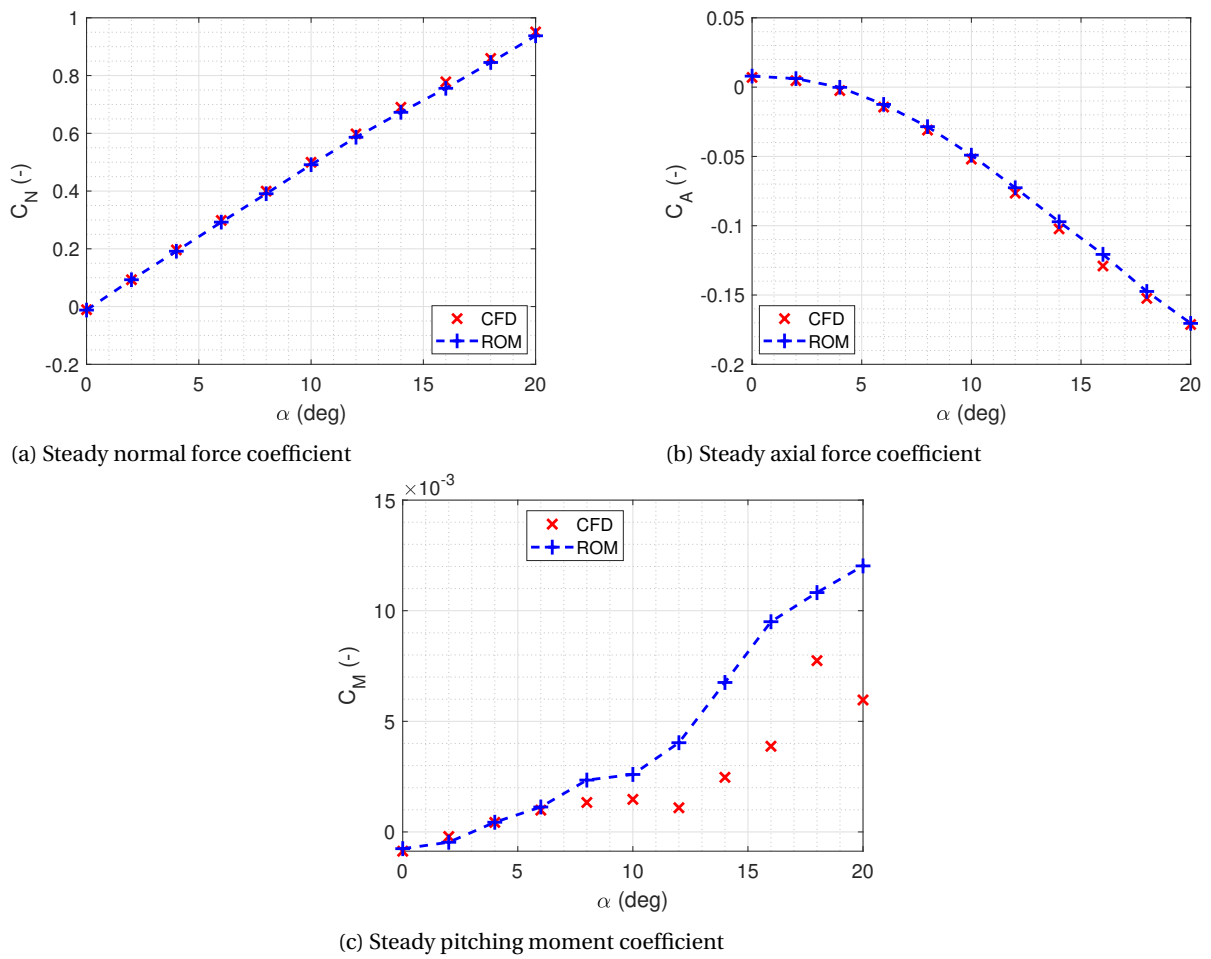 1
0.8
0.6
0.4
0.2
0
-0.2
C_N (-)
0 5 10 15 20
α (deg)
CFD
ROM
(a) Steady normal force coefficient
0.05
0
-0.05
-0.1
-0.15
-0.2
C_A (-)
0 5 10 15 20
α (deg)
CFD
ROM
(b) Steady axial force coefficient
×10^-3
15
10
5
0
C_M (-)
0 5 10 15 20
α (deg)
CFD
ROM
(c) Steady pitching moment coefficient